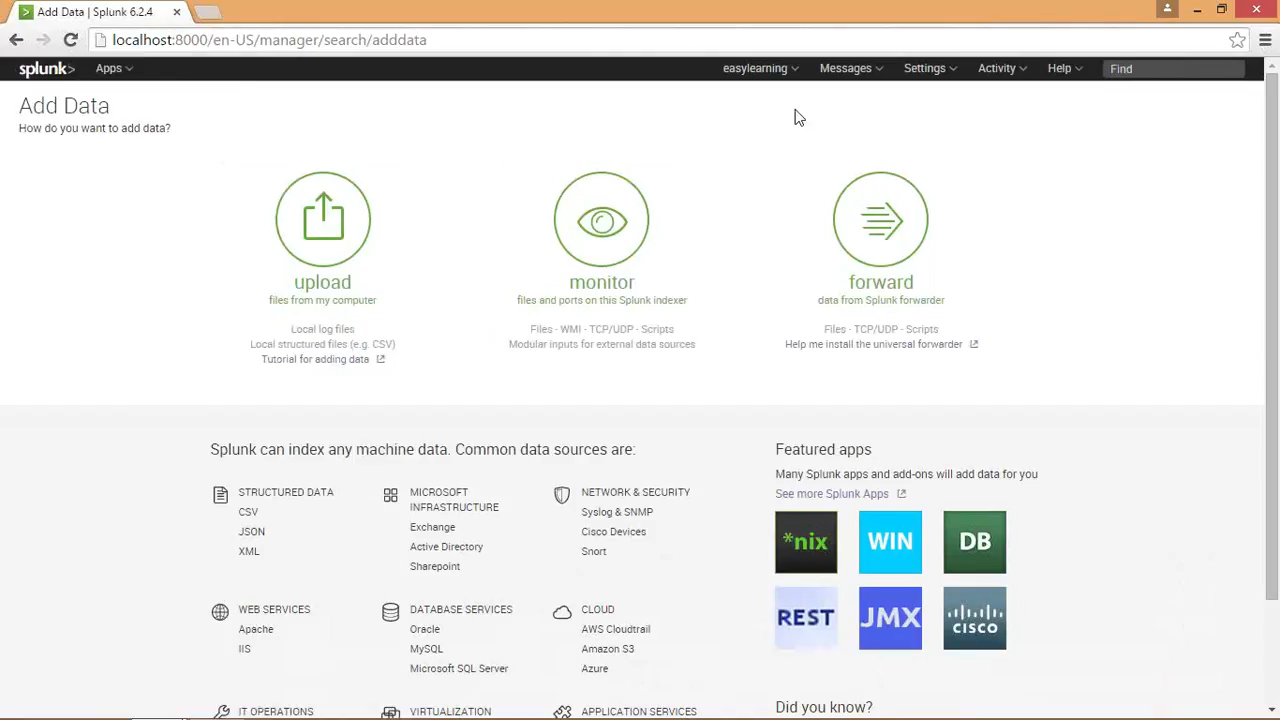 Add Data | Splunk 6.2.4
localhost:8000/en-US/manager/search/adddata
splunk> Apps easylearning Messages Settings Activity Help Find
Add Data
How do you want to add data?
upload
files from my computer
Local log files
Local structured files (e.g. CSV)
Tutorial for adding data
monitor
files and ports on this Splunk indexer
Files - WMI - TCP/UDP - Scripts
Modular inputs for external data sources
forward
data from Splunk forwarder
Files - TCP/UDP - Scripts
Help me install the universal forwarder
Splunk can index any machine data. Common data sources are:
STRUCTURED DATA
CSV
JSON
XML
MICROSOFT
INFRASTRUCTURE
Exchange
Active Directory
Sharepoint
NETWORK & SECURITY
Syslog & SNMP
Cisco Devices
Snort
WEB SERVICES
Apache
IIS
DATABASE SERVICES
Oracle
MySQL
Microsoft SQL Server
CLOUD
AWS Cloudtrail
Amazon S3
Azure
IT OPERATIONS
VIRTUALIZATION
APPLICATION SERVICES
Featured apps
Many Splunk apps and add-ons will add data for you
See more Splunk Apps
*nix WIN DB
REST JMX CISCO
Did you know?